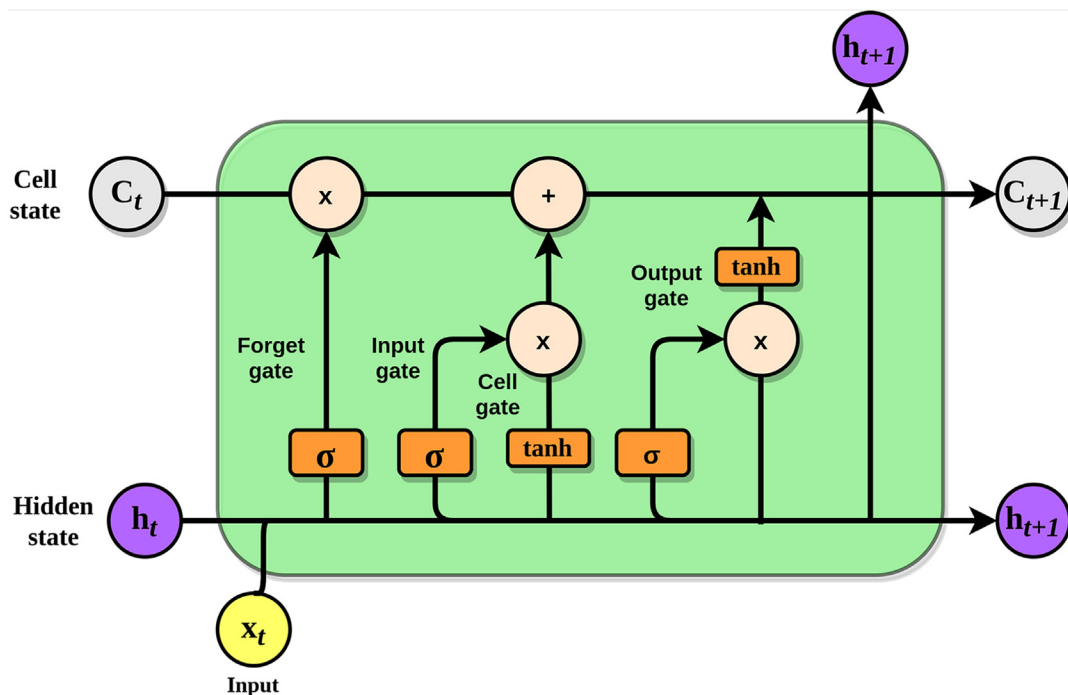 h_{t+1}
Cell
state
C_t
x
+
C_{t+1}
Output
gate
tanh
Forget
gate
Input
gate
x
x
Cell
gate
σ
σ
tanh
σ
Hidden
state
h_t
h_{t+1}
x_t
Input